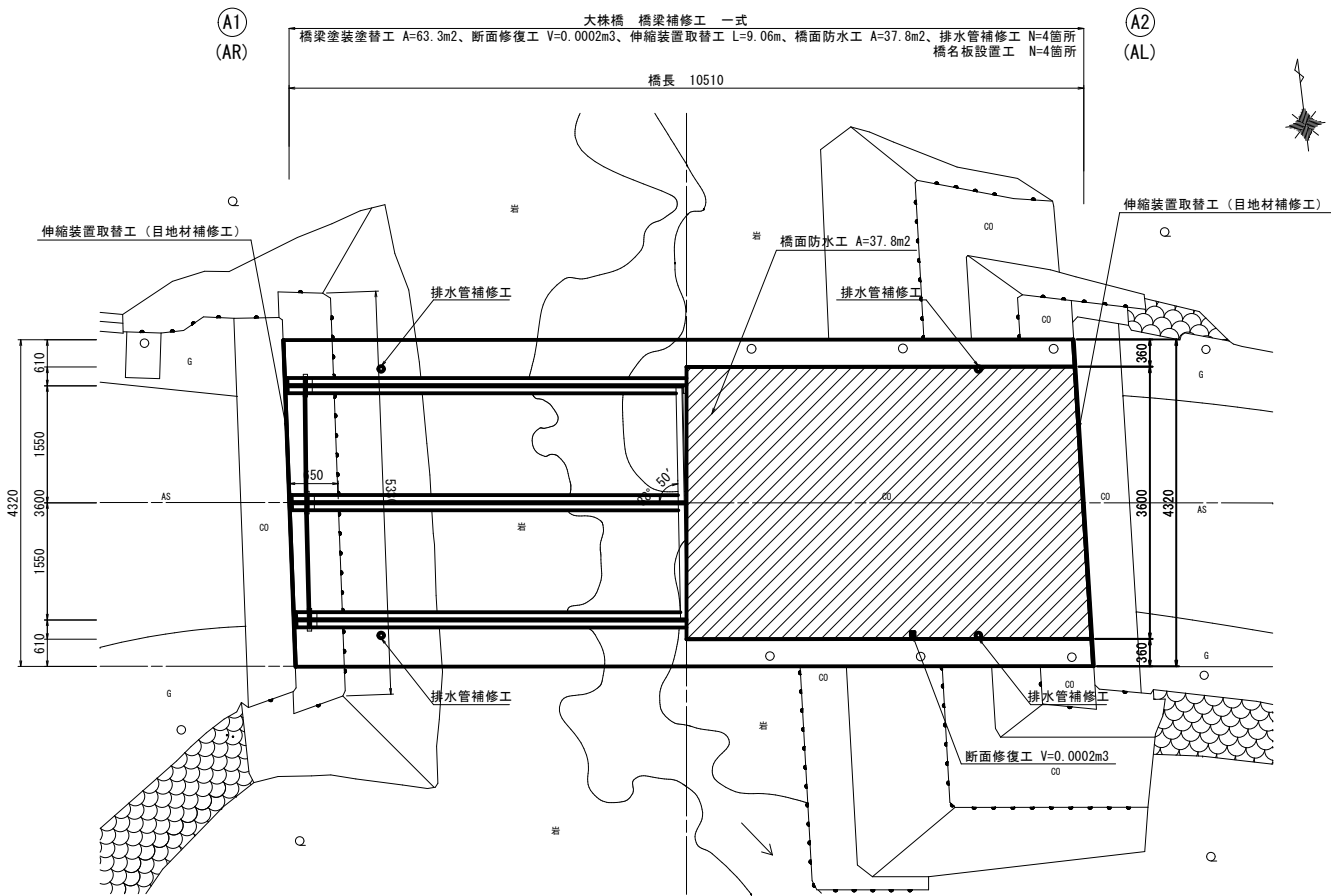 A1
(AR)
大株橋 橋梁補修工 一式
橋梁塗装塗替工 A=63.3m2、断面修復工 V=0.0002m3、伸縮装置取替工 L=9.06m、橋面防水工 A=37.8m2、排水管補修工 N=4箇所
橋名板設置工 N=4箇所
A2
(AL)
橋長 10510
岩
岩
CO
伸縮装置取替工（目地材補修工）
伸縮装置取替工（目地材補修工）
橋面防水工 A=37.8m2
排水管補修工
排水管補修工
CO
G
G
610
1550
3600
1550
610
4320
360
3600
360
4320
650
50′
AS
CO
岩
CO
CO
AS
G
G
排水管補修工
排水管補修工
CO
CO
岩
断面修復工 V=0.0002m3
CO
岩